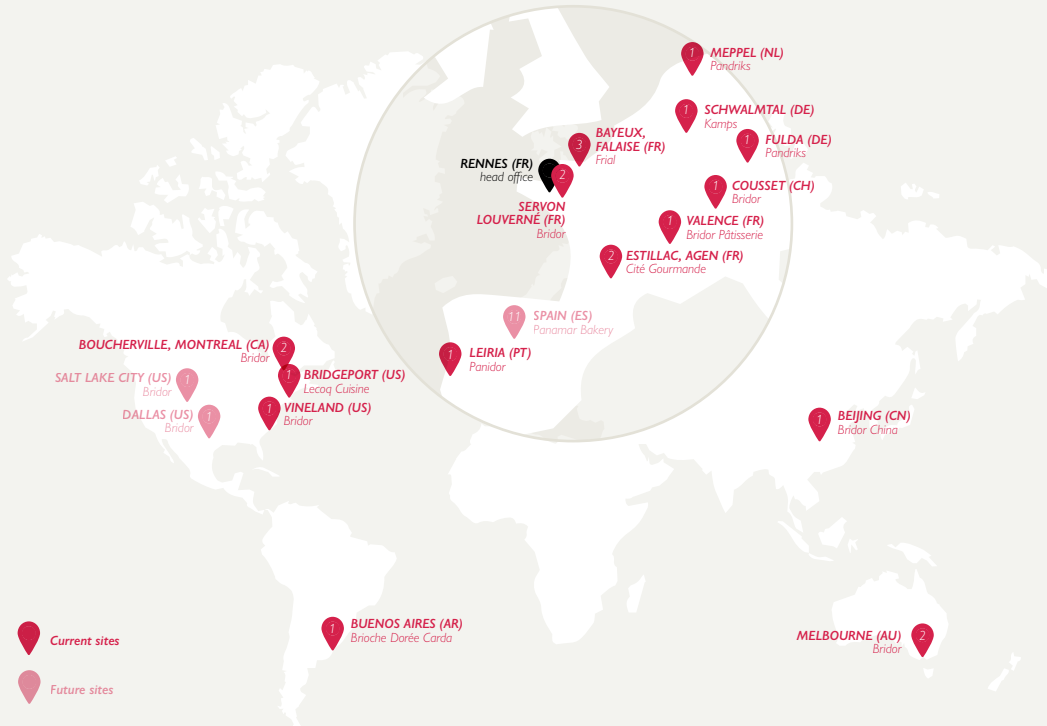 1
MEPPEL (NL)
Pandriks
1
SCHWALMTAL (DE)
Kamps
1
FULDA (DE)
Pandriks
3
BAYEUX,
FALAISE (FR)
Frial
RENNES (FR)
head office
2
SERVON
LOUVERNÉ (FR)
Bridor
1
COUSSET (CH)
Bridor
1
VALENCE (FR)
Bridor Pâtisserie
2
ESTILLAC, AGEN (FR)
Cité Gourmande
11
SPAIN (ES)
Panamar Bakery
1
LEIRIA (PT)
Panidor
BOUCHERVILLE, MONTREAL (CA)
Bridor
2
SALT LAKE CITY (US)
Bridor
1
1
BRIDGEPORT (US)
Lecoq Cuisine
DALLAS (US)
Bridor
1
1
VINELAND (US)
Bridor
1
BEIJING (CN)
Bridor China
1
BUENOS AIRES (AR)
Brioche Dorée Carda
MELBOURNE (AU)
Bridor
2
Current sites
Future sites